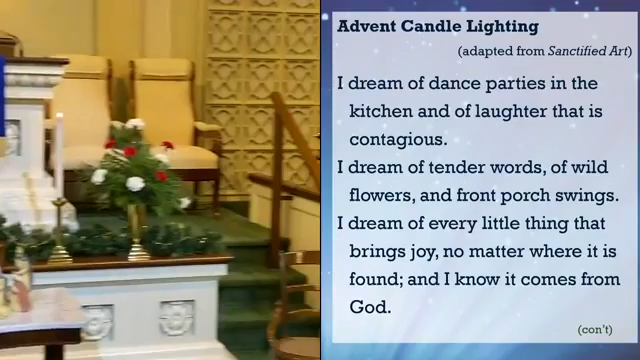 Advent Candle Lighting
(adapted from Sanctified Art)
I dream of dance parties in the
kitchen and of laughter that is
contagious.
I dream of tender words, of wild
flowers, and front porch swings.
I dream of every little thing that
brings joy, no matter where it is
found; and I know it comes from
God.
(con't)